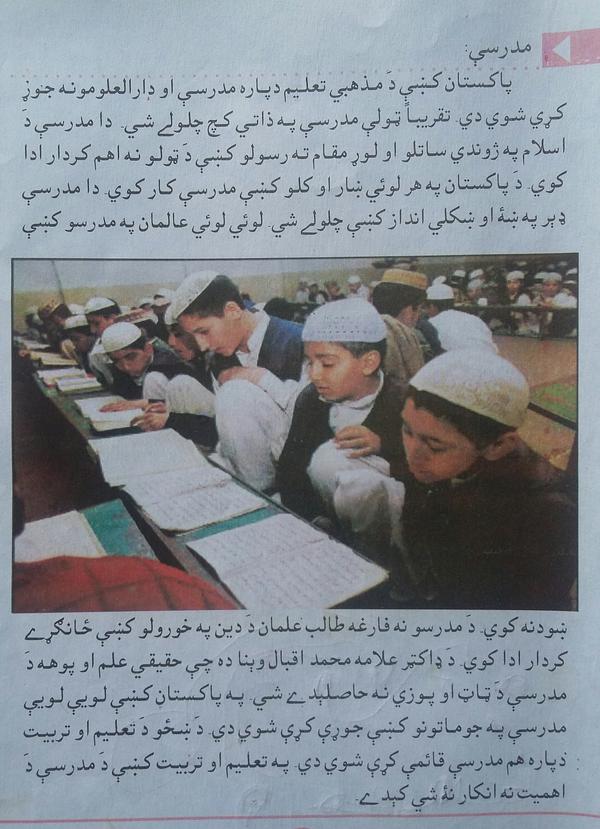 مدرسې:
پاکستان کښې دَ مذهبي تعليم دپاره مدرسې او دارالعلومونه جوړ
کړې شوي دي. تقريباً ټولې مدرسې په ذاتي کچ چلولے شي. دا مدرسې دَ
اسلام په ژوندي ساتلو او لوړ مقام ته رسولو کښې دَ ټولو نه اهم کردار ادا
کوي. دَ پاکستان په هر لوئي ښار او کلو کښې مدرسې کار کوي. دا مدرسې
ډېر په ښۀ او ښکلي انداز کښې چلولے شي. لوئي لوئي عالمان په مدرسو کښې
ښودنه کوي. دَ مدرسو نه فارغه طالب علمان دَ دين په خورولو کښې ځانګړے
کردار ادا کوي. دَ ډاکټر علامه محمد اقبال وېنا ده چې حقيقي علم او پوهه دَ
مدرسې دَ ټاټ او پوزي نه حاصلېدے شي. په پاکستان کښې لويې لويې
مدرسې په جوماتونو کښې جوړې کړې شوي دي. دَ ښځو دَ تعليم او تربيت
دپاره هم مدرسې قائمې کړې شوي دي. په تعليم او تربيت کښې دَ مدرسې دَ
اهميت نه انکار نۀ شي کېدے.